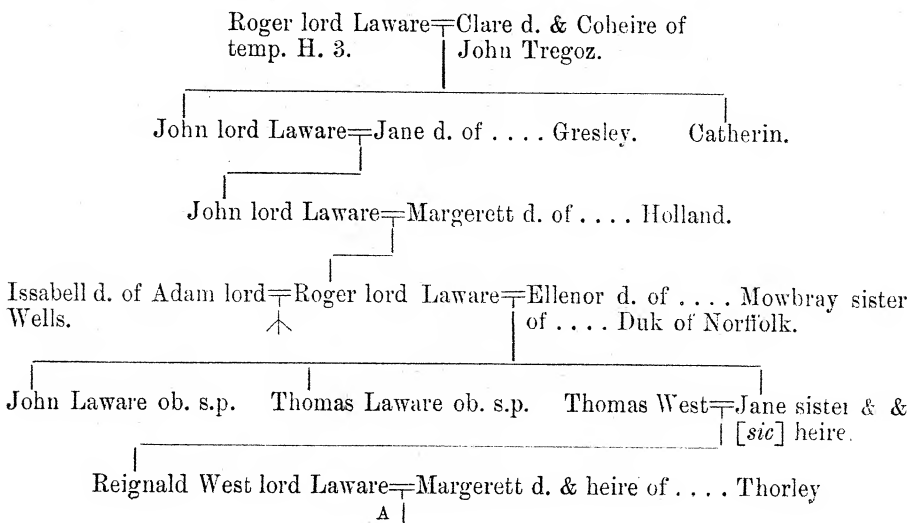 Roger lord Laware Clare d. & Coheire of
temp. H. 3. John Tregoz.
John lord Laware Jane d. of . . . . Gresley. Catherin.
John lord Laware Margerett d. of . . . . Holland.
Issabell d. of Adam lord Roger lord Laware Ellenor d. of . . . . Mowbray sister
Wells. of . . . . Duk of Norffolk.
John Laware ob. s.p. Thomas Laware ob. s.p. Thomas West Jane sister & &
[sic] heire.
Reignald West lord Laware Margerett d. & heire of . . . . Thorley
A